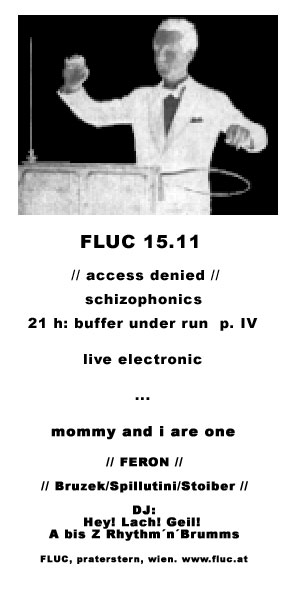 FLUC 15.11
// access denied //
schizophonics
21 h: buffer under run p. IV
live electronic
...
mommy and i are one
// FERON //
// Bruzek/Spillutini/Stoiber //
DJ:
Hey! Lach! Geil!
A bis Z Rhythm´n´Brumms
FLUC, praterstern, wien. www.fluc.at